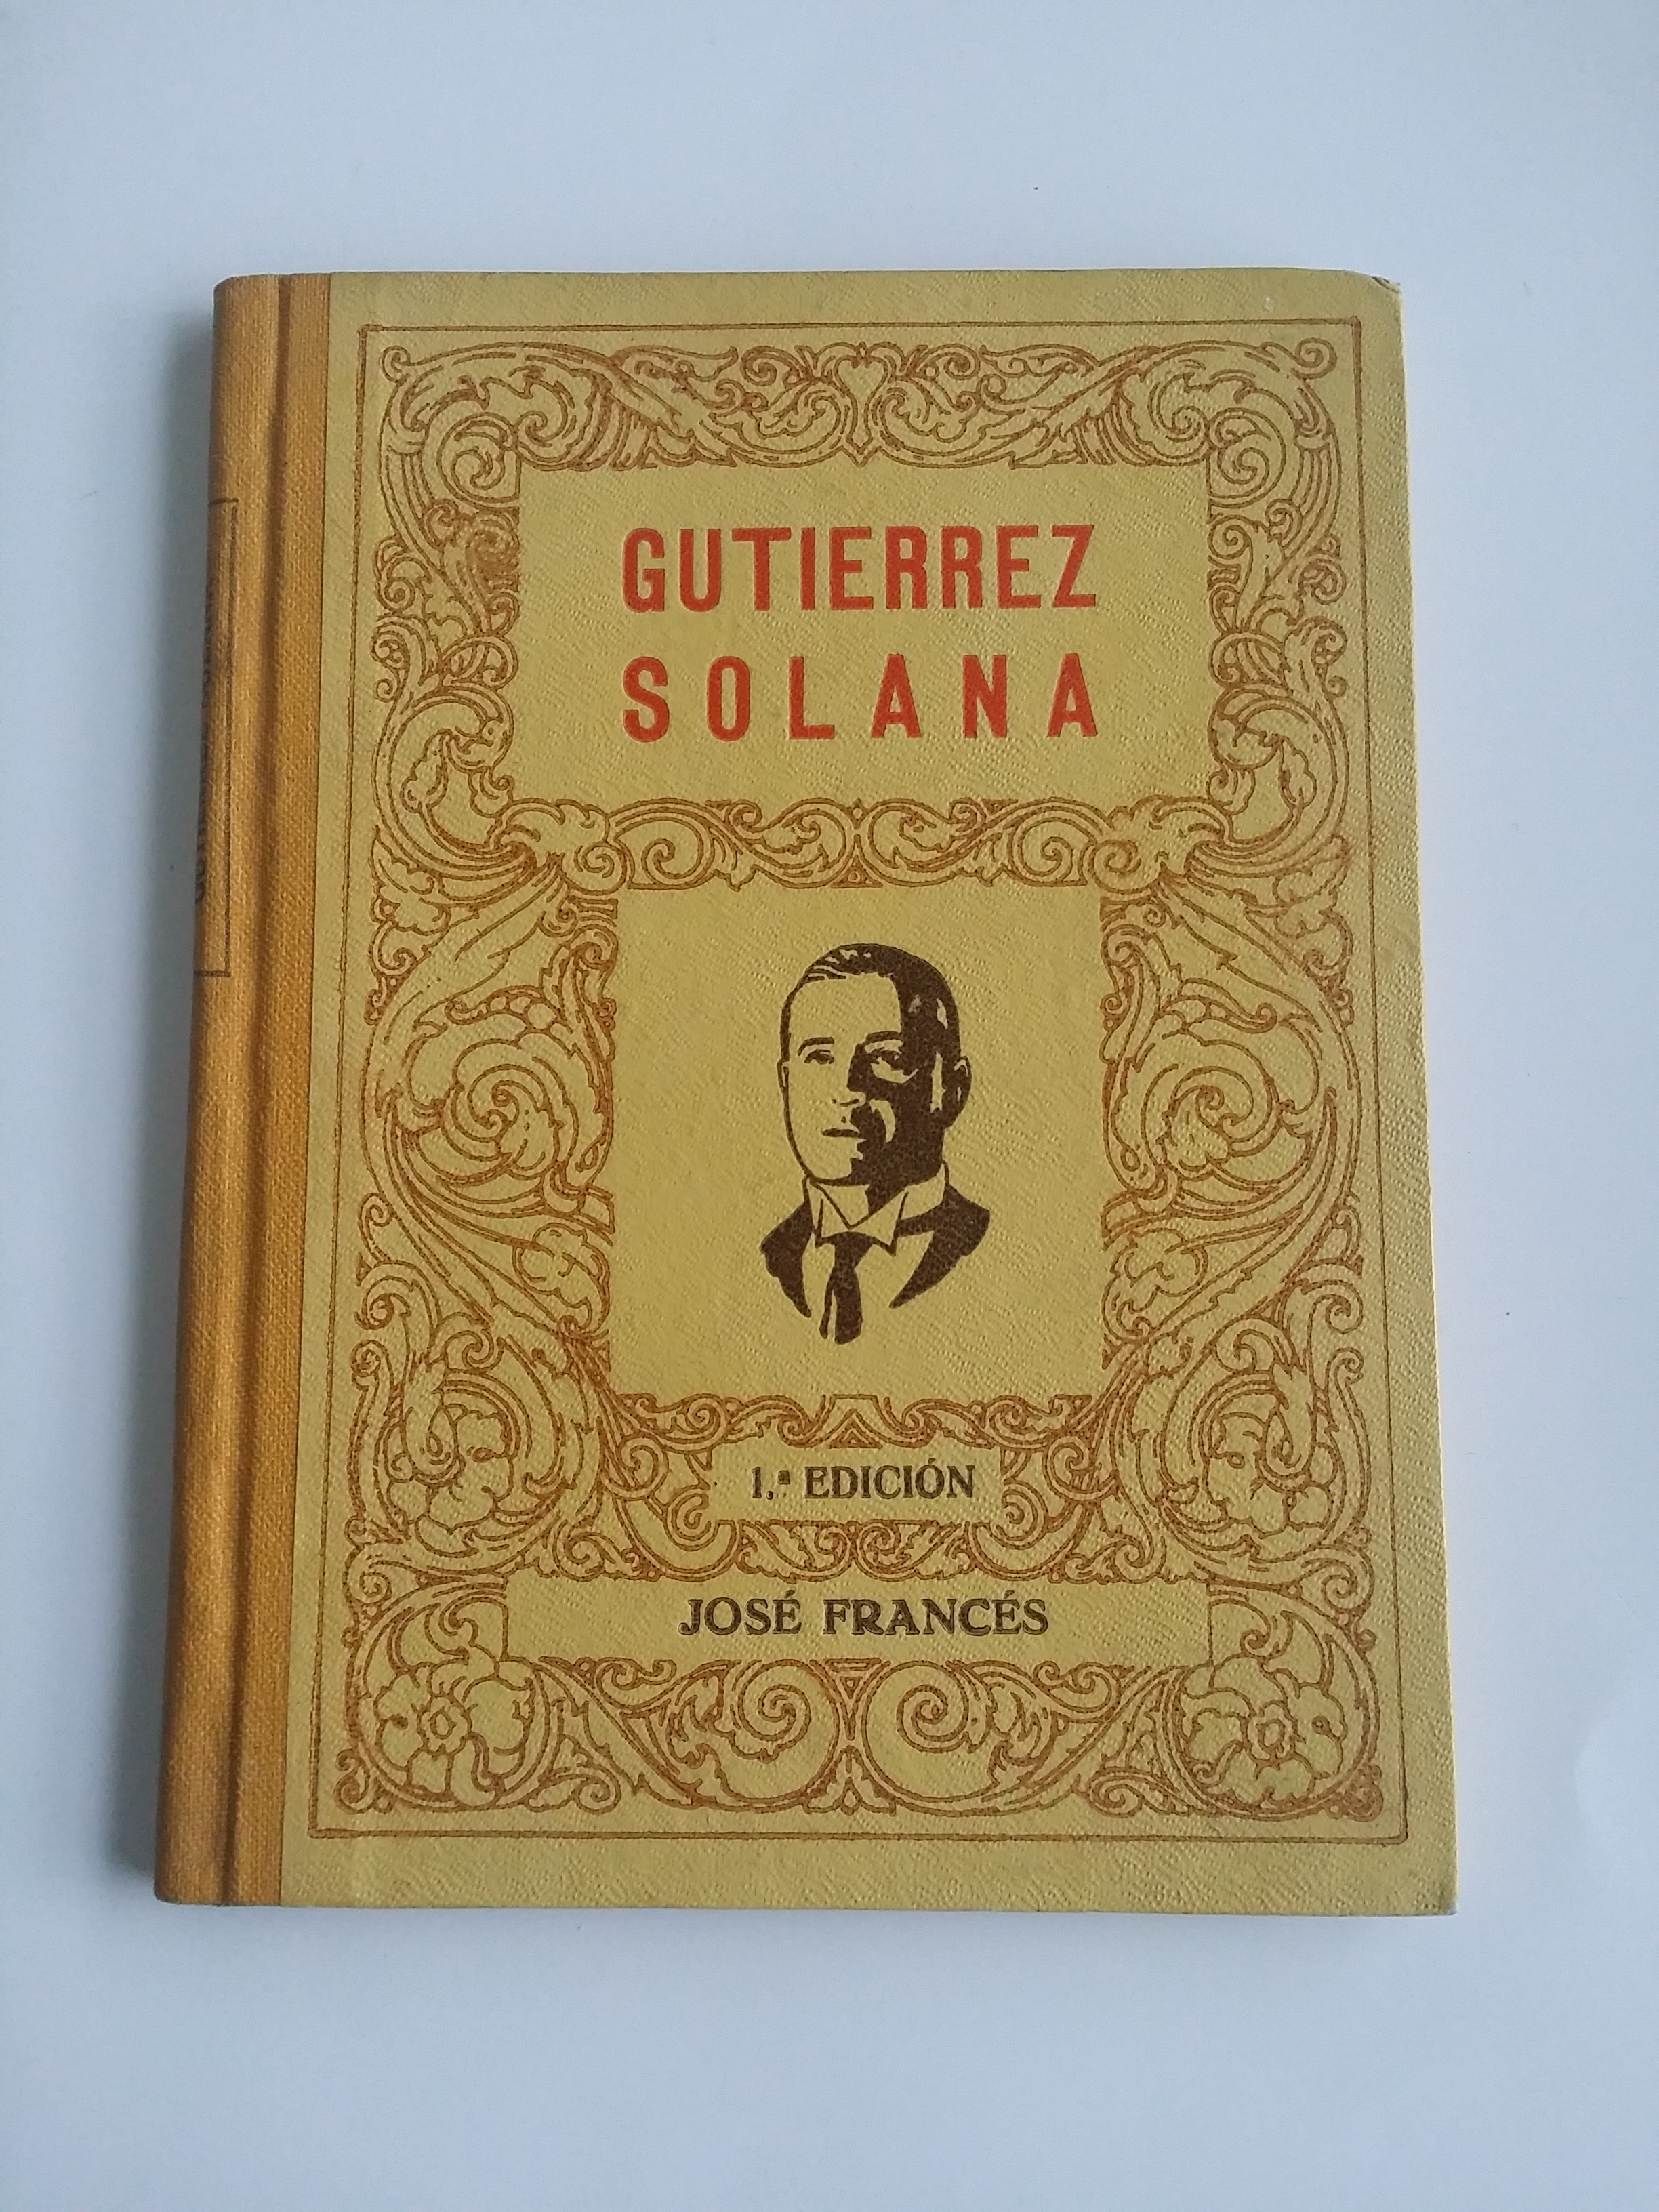 GUTIERREZ
SOLANA
1.ª EDICIÓN
JOSÉ FRANCÉS